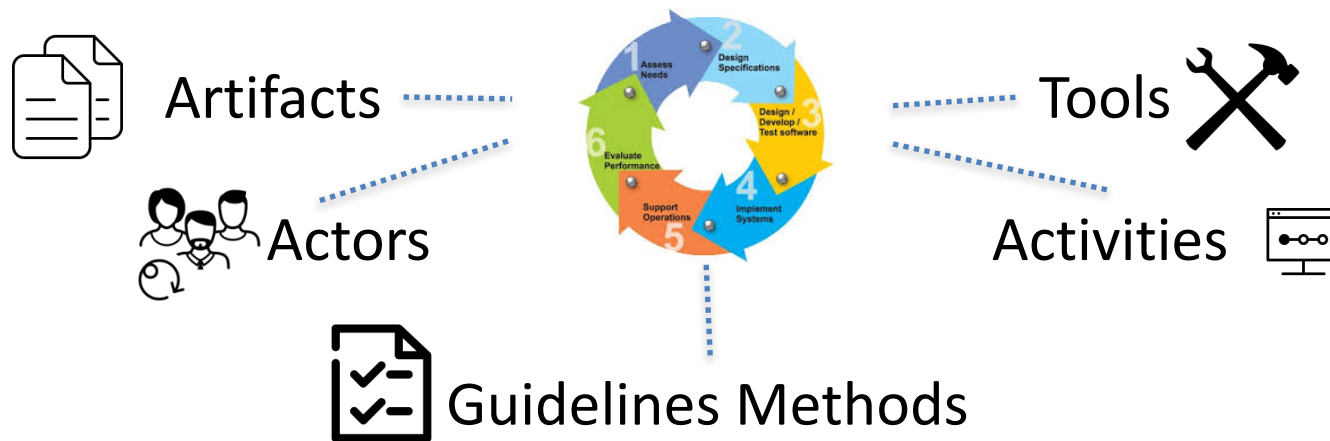 Artifacts
Actors
1
Assess
Needs
2
Design
Specifications
3
Design /
Develop /
Test software
4
Implement
Systems
5
Support
Operations
6
Evaluate
Performance
Tools
Activities
Guidelines Methods